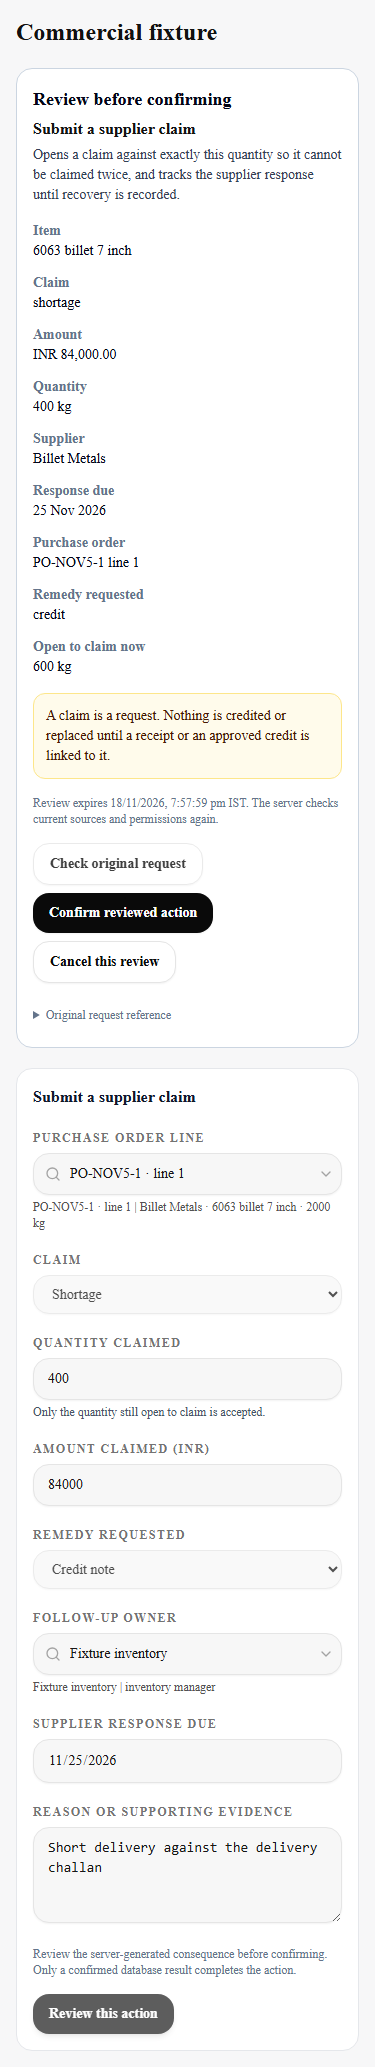 Commercial fixture
Review before confirming
Submit a supplier claim
Opens a claim against exactly this quantity so it cannot
be claimed twice, and tracks the supplier response
until recovery is recorded.
Item
6063 billet 7 inch
Claim
shortage
Amount
INR 84,000.00
Quantity
400 kg
Supplier
Billet Metals
Response due
25 Nov 2026
Purchase order
PO-NOV5-1 line 1
Remedy requested
credit
Open to claim now
600 kg
A claim is a request. Nothing is credited or
replaced until a receipt or an approved credit is
linked to it.
Review expires 18/11/2026, 7:57:59 pm IST. The server checks
current sources and permissions again.
Check original request
Confirm reviewed action
Cancel this review
Original request reference
Submit a supplier claim
PURCHASE ORDER LINE
PO-NOV5-1 · line 1
PO-NOV5-1 · line 1 | Billet Metals · 6063 billet 7 inch · 2000
kg
CLAIM
Shortage
QUANTITY CLAIMED
400
Only the quantity still open to claim is accepted.
AMOUNT CLAIMED (INR)
84000
REMEDY REQUESTED
Credit note
FOLLOW-UP OWNER
Fixture inventory
Fixture inventory | inventory manager
SUPPLIER RESPONSE DUE
11/25/2026
REASON OR SUPPORTING EVIDENCE
Short delivery against the delivery
challan
Review the server-generated consequence before confirming.
Only a confirmed database result completes the action.
Review this action